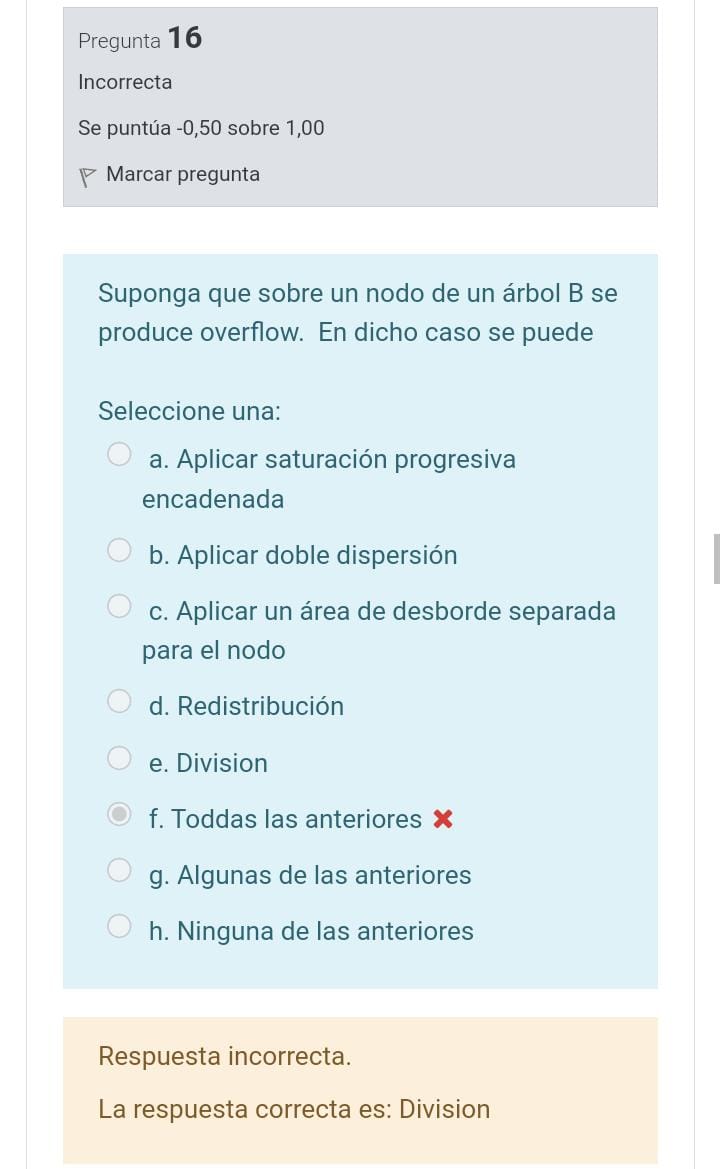 Pregunta 16
Incorrecta
Se puntúa -0,50 sobre 1,00
Marcar pregunta
Suponga que sobre un nodo de un árbol B se
produce overflow. En dicho caso se puede
Seleccione una:
a. Aplicar saturación progresiva
encadenada
b. Aplicar doble dispersión
c. Aplicar un área de desborde separada
para el nodo
d. Redistribución
e. Division
f. Toddas las anteriores
g. Algunas de las anteriores
h. Ninguna de las anteriores
Respuesta incorrecta.
La respuesta correcta es: Division